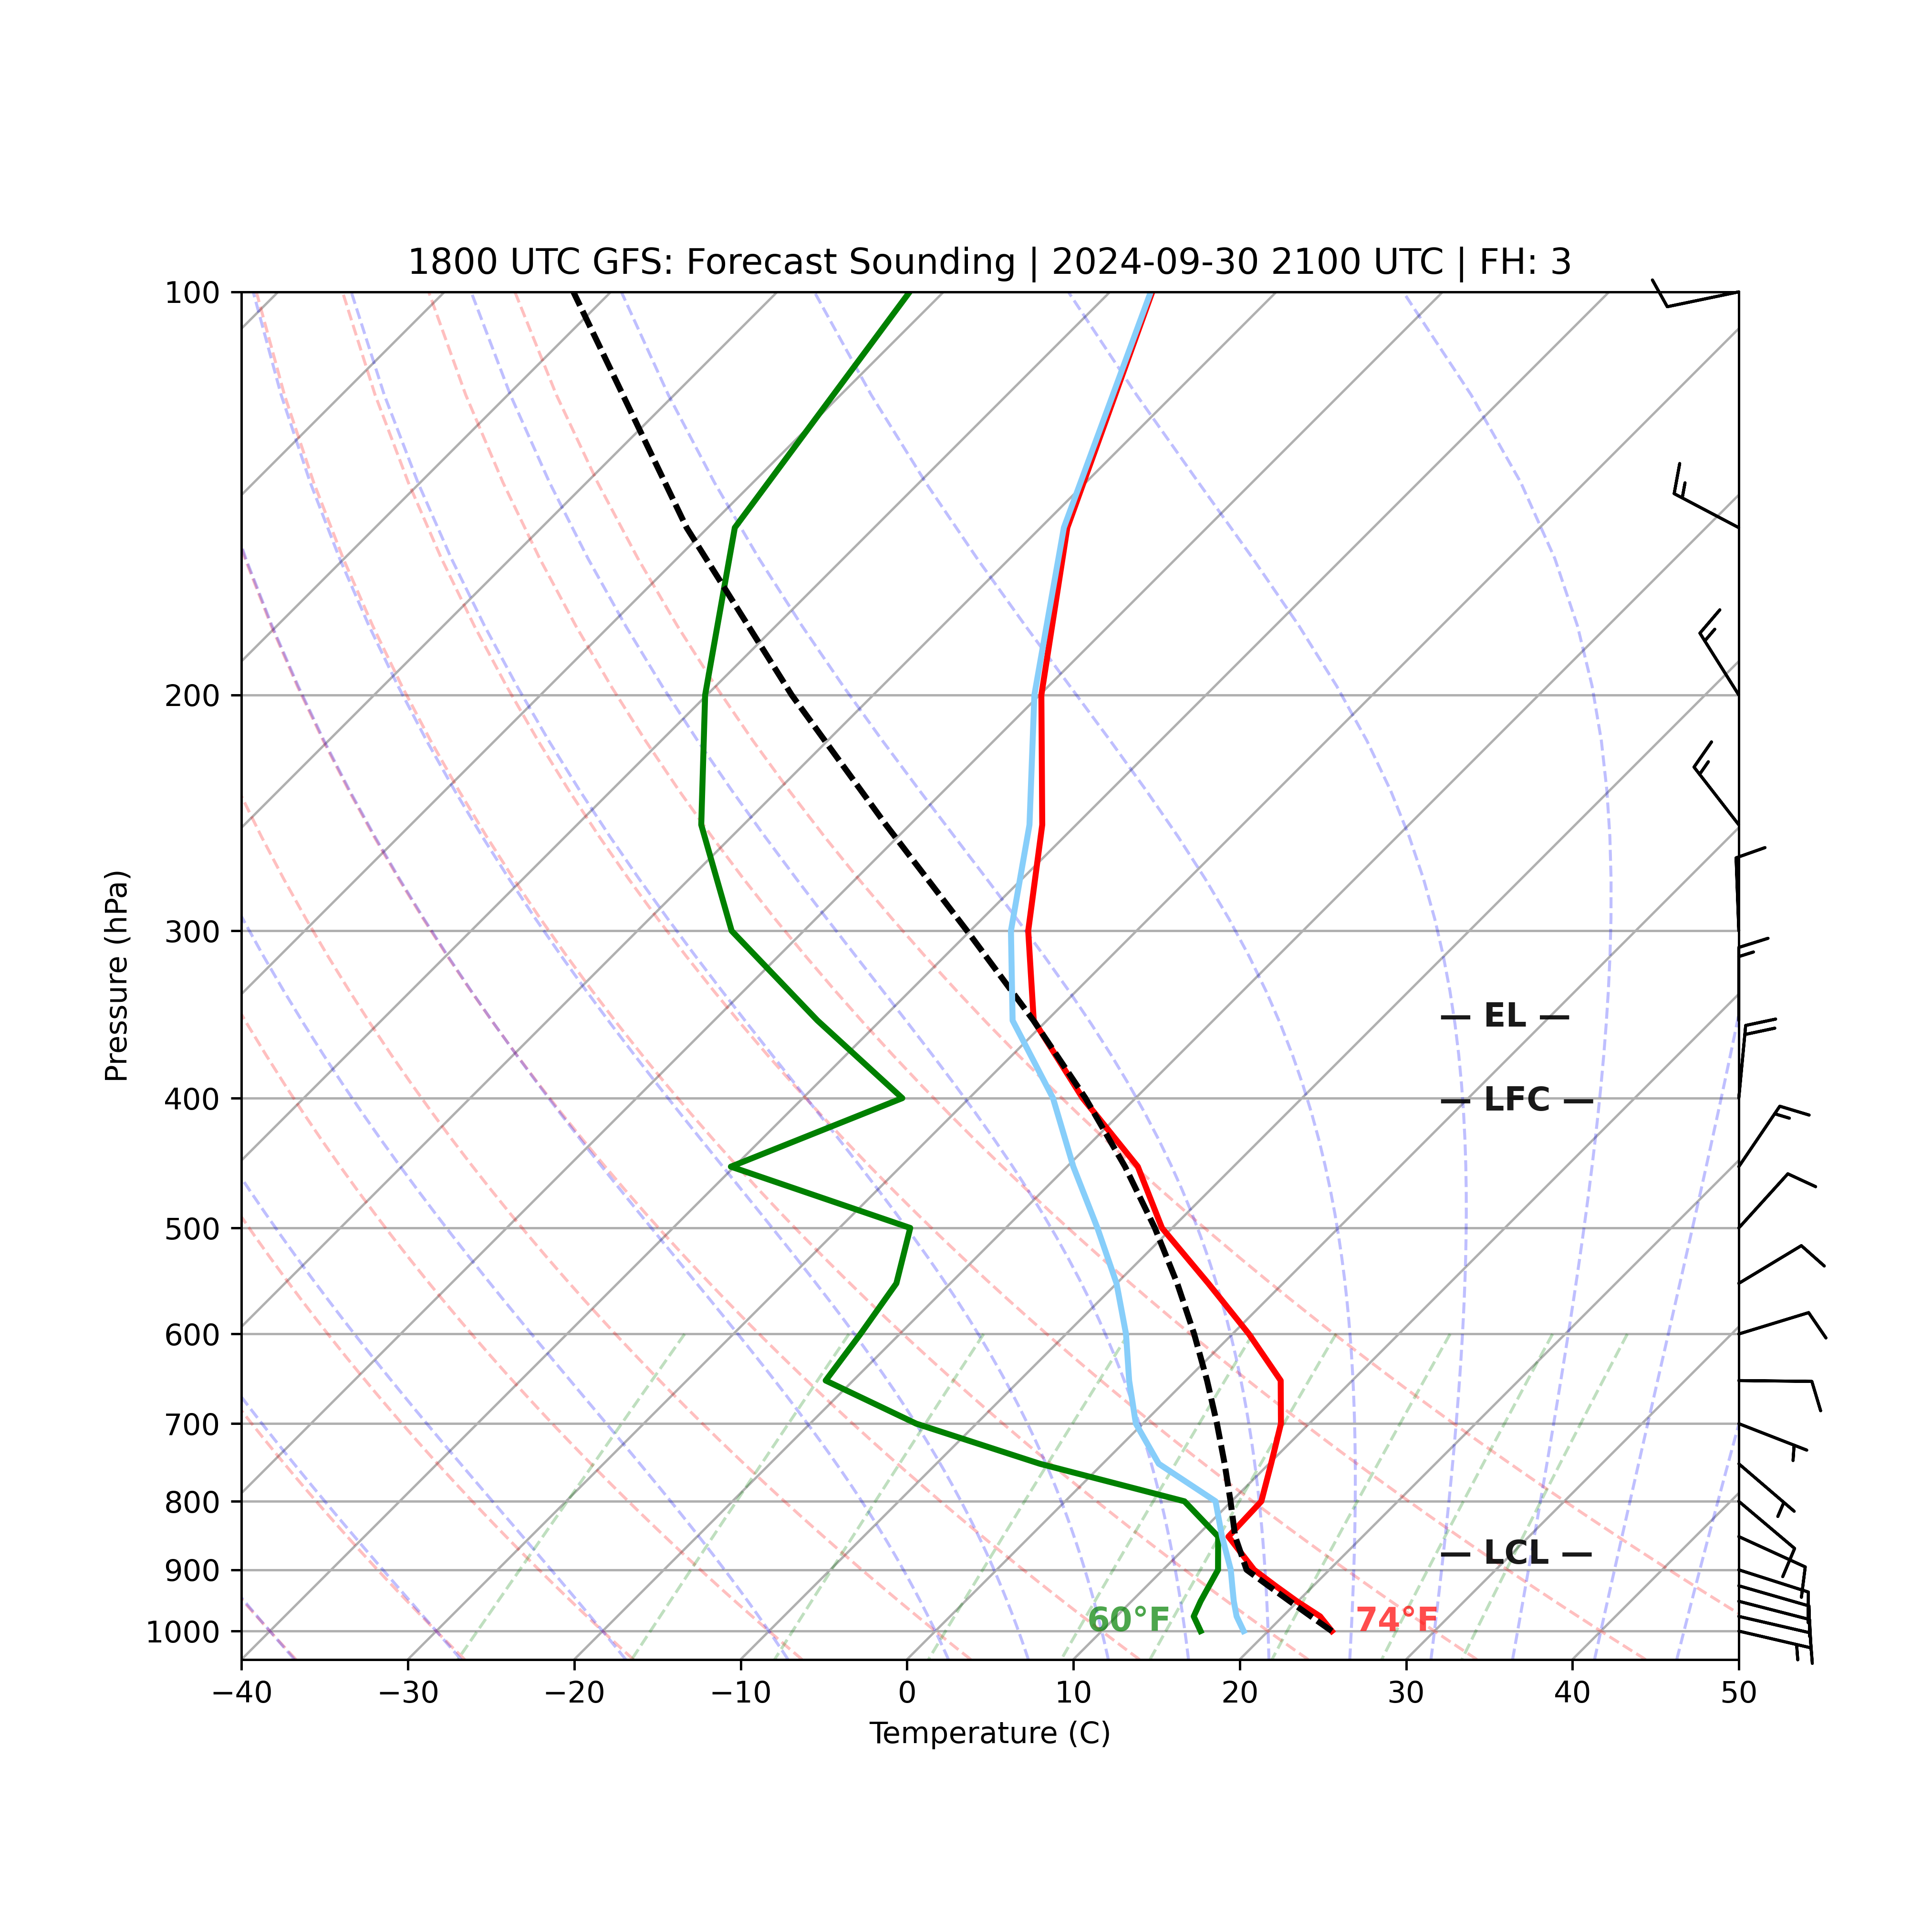 1800 UTC GFS: Forecast Sounding | 2024-09-30 2100 UTC | FH: 3
100
200
300
400
500
600
700
800
900
1000
Pressure (hPa)
— EL —
— LFC —
— LCL —
60°F
74°F
−40 −30 −20 −10 0 10 20 30 40 50
Temperature (C)